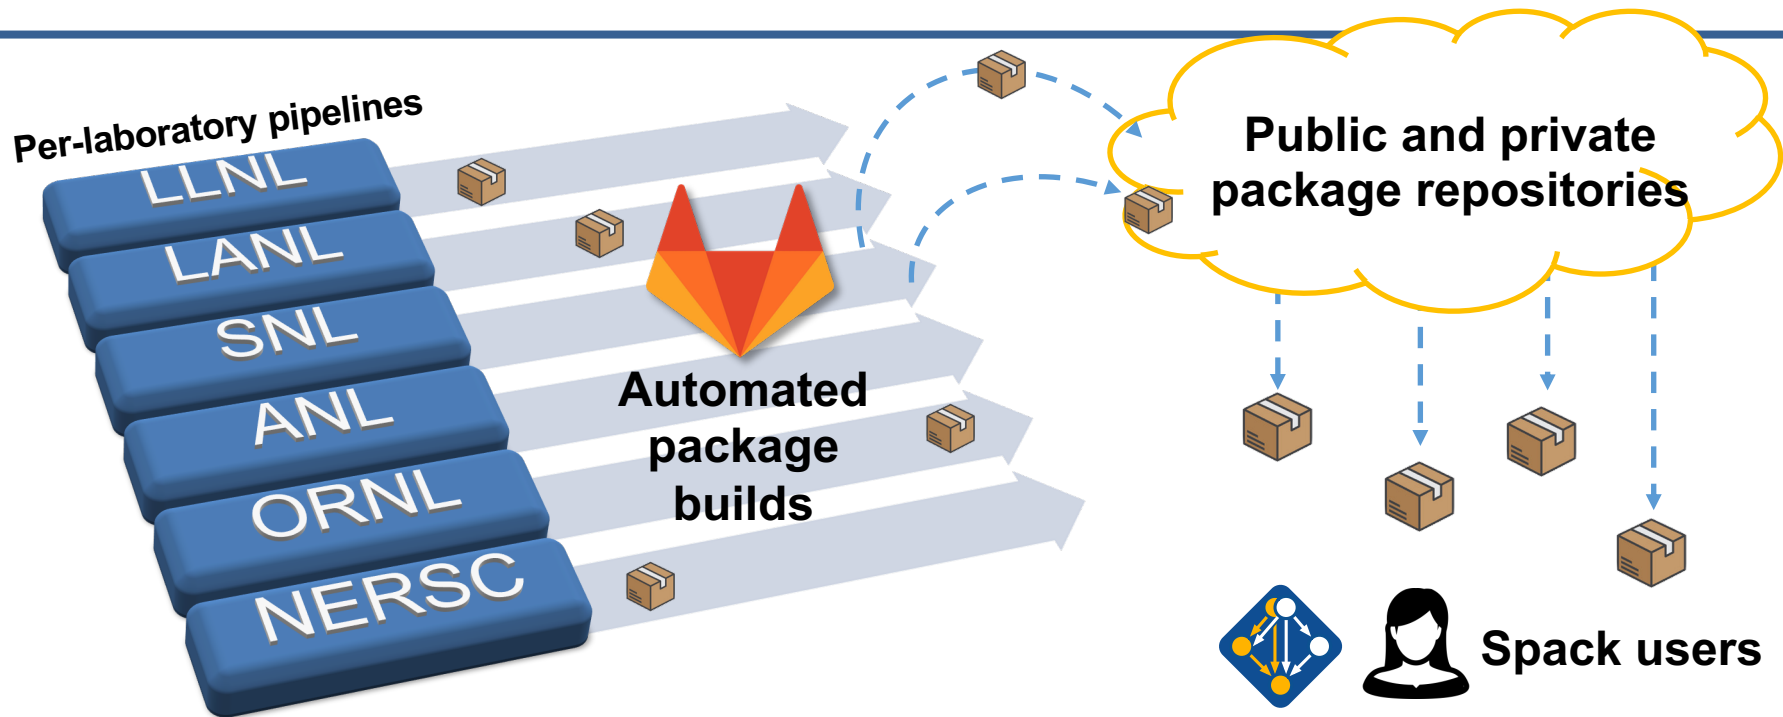 Per-laboratory pipelines
LLNL
LANL
SNL
ANL
ORNL
NERSC
Automated
package
builds
Public and private
package repositories
Spack users